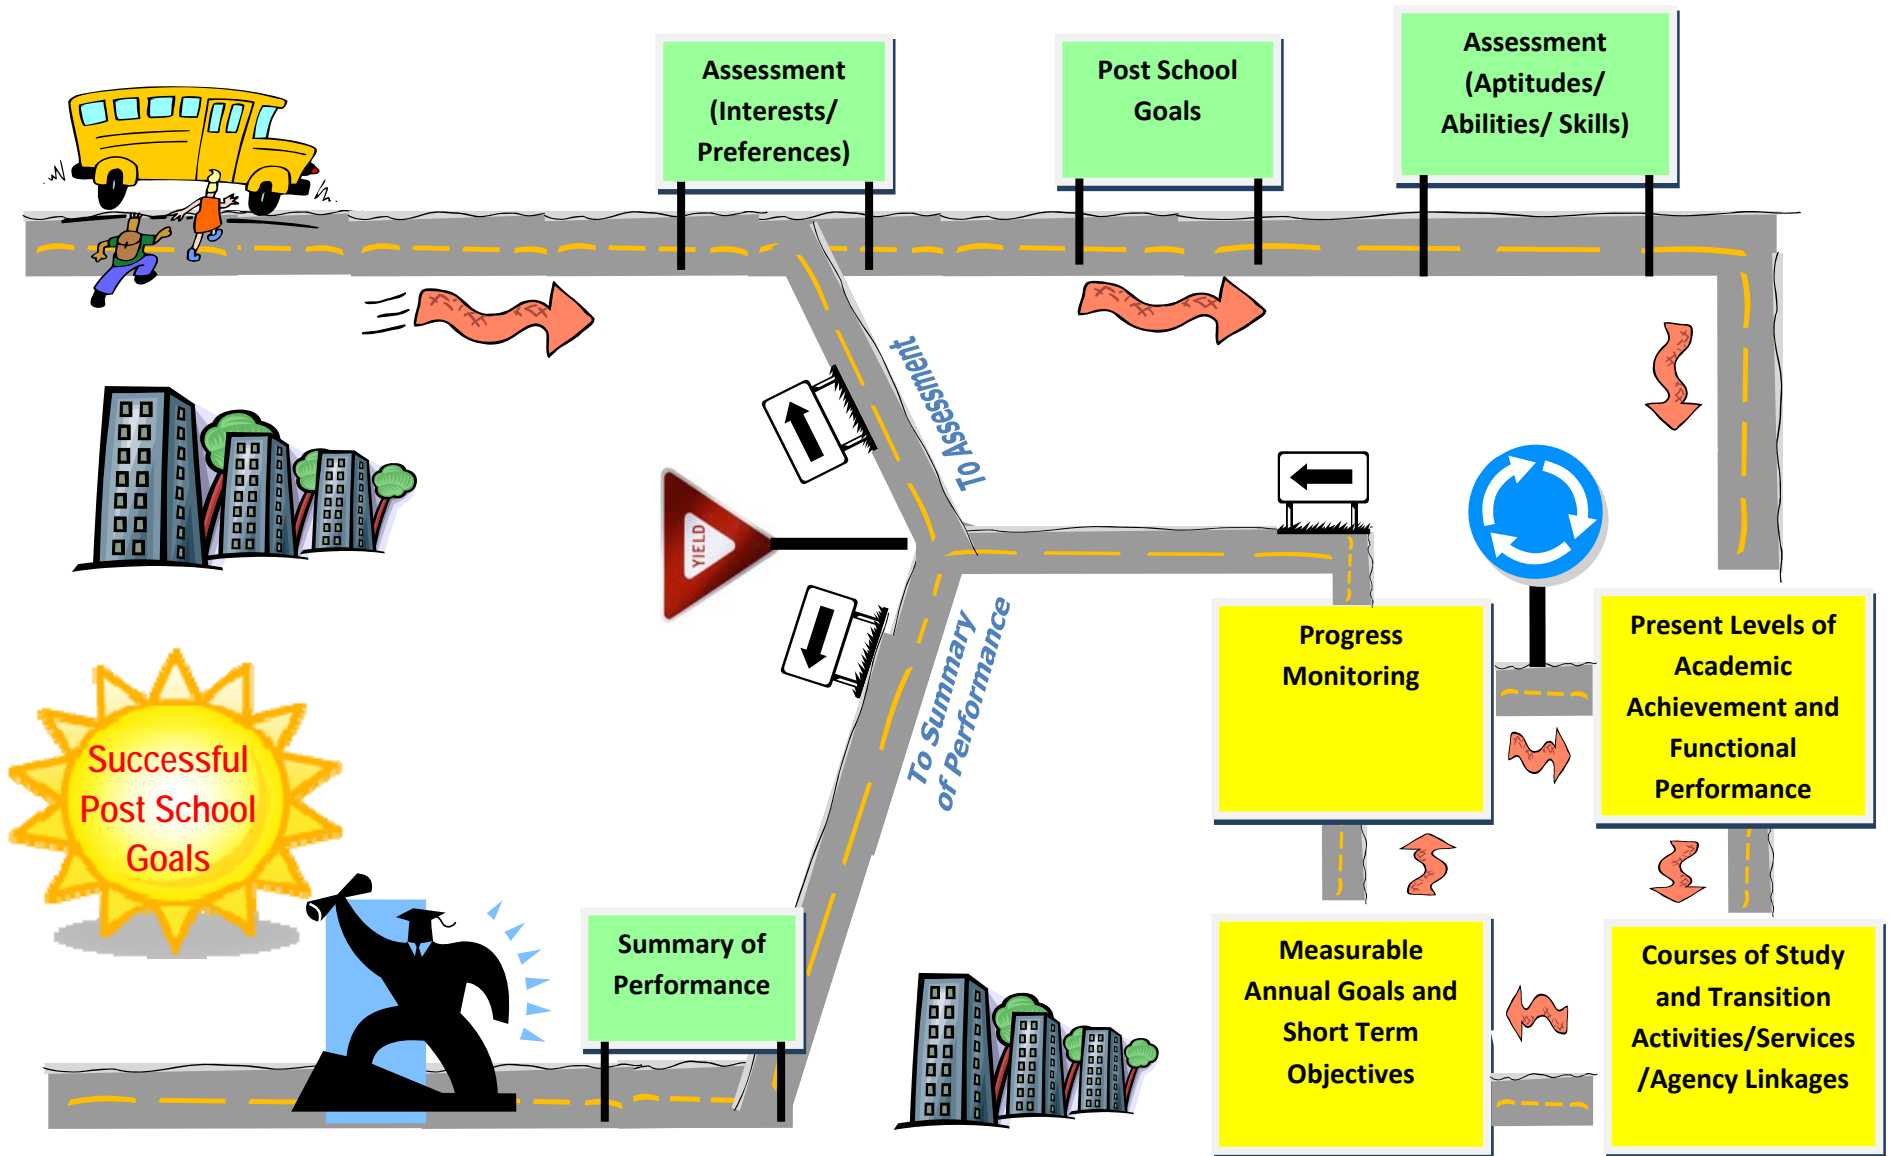 Assessment
(Interests/
Preferences)
Post School
Goals
Assessment
(Aptitudes/
Abilities/ Skills)
To Assessment
YIELD
To Summary
of Performance
Progress
Monitoring
Present Levels of
Academic
Achievement and
Functional
Performance
Successful
Post School
Goals
Summary of
Performance
Measurable
Annual Goals and
Short Term
Objectives
Courses of Study
and Transition
Activities/Services
/Agency Linkages